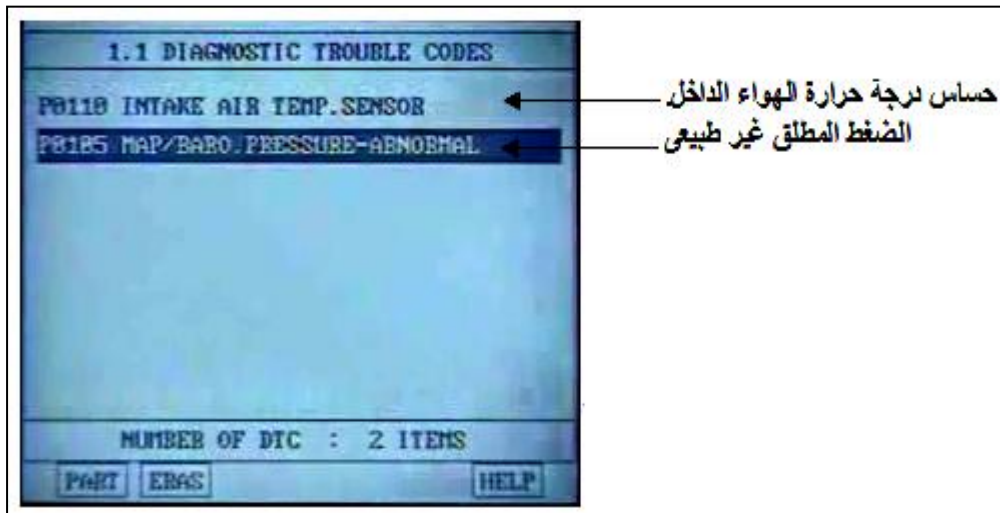 1.1 DIAGNOSTIC TROUBLE CODES
P0110 INTAKE AIR TEMP.SENSOR
P0105 MAP/BARO.PRESSURE-ABNORMAL
NUMBER OF DTC : 2 ITEMS
PART ERAS HELP
حساس درجة حرارة الهواء الداخل
الضغط المطلق غير طبيعى